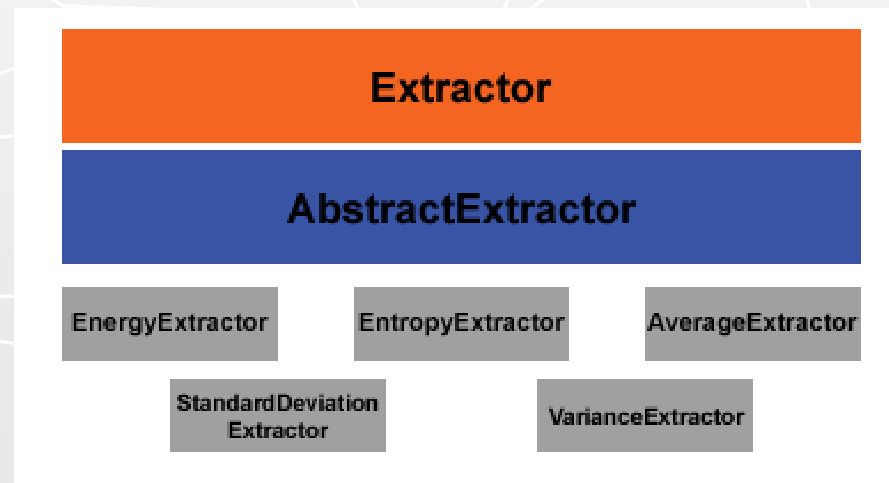 Extractor
AbstractExtractor
EnergyExtractor
EntropyExtractor
AverageExtractor
StandardDeviation
Extractor
VarianceExtractor